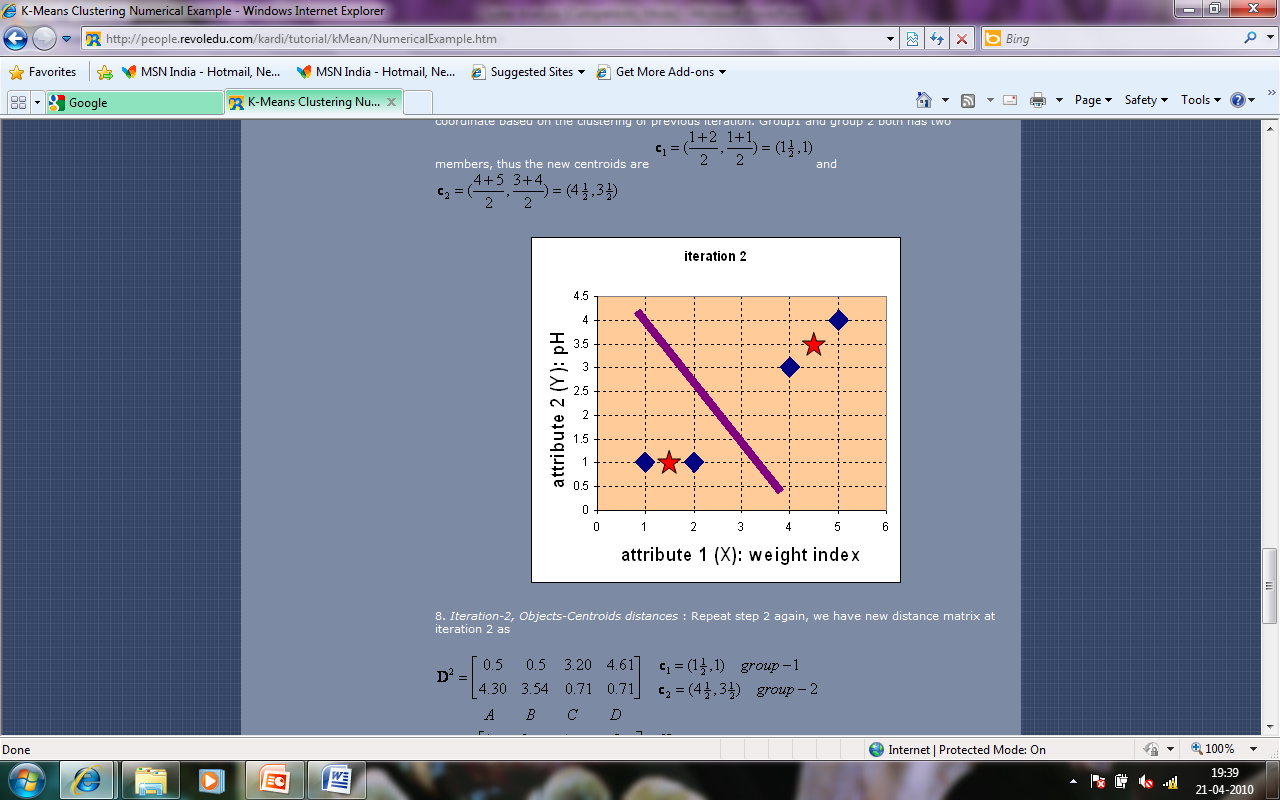 K-Means Clustering Numerical Example - Windows Internet Explorer
http://people.revoledu.com/kardi/tutorial/kMean/NumericalExample.htm
Bing
Favorites
MSN India - Hotmail, Ne...
MSN India - Hotmail, Ne...
Suggested Sites
Get More Add-ons
Google
K-Means Clustering Nu...
Page
Safety
Tools
coordinate based on the clustering of previous iteration. Group1 and group 2 both has two
members, thus the new centroids are c₁ = ((1+2)/2, (1+1)/2) = (1½,1) and
c₂ = ((4+5)/2, (3+4)/2) = (4½,3½)
iteration 2
4.5
4
3.5
3
2.5
2
1.5
1
0.5
0
attribute 2 (Y): pH
0 1 2 3 4 5 6
attribute 1 (X): weight index
8. Iteration-2, Objects-Centroids distances : Repeat step 2 again, we have new distance matrix at
iteration 2 as
D² = [0.5 0.5 3.20 4.61] c₁ = (1½,1) group−1
[4.30 3.54 0.71 0.71] c₂ = (4½,3½) group−2
A B C D
Done
Internet | Protected Mode: On
100%
19:39
21-04-2010